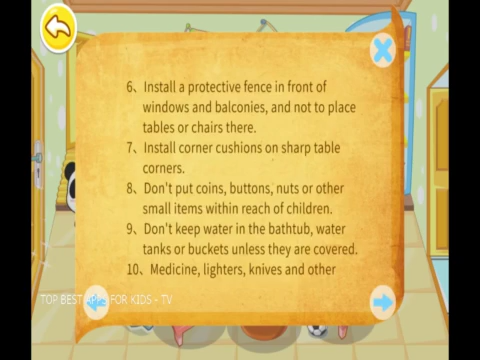 6、Install a protective fence in front of
windows and balconies, and not to place
tables or chairs there.
7、Install corner cushions on sharp table
corners.
8、Don't put coins, buttons, nuts or other
small items within reach of children.
9、Don't keep water in the bathtub, water
tanks or buckets unless they are covered.
10、Medicine, lighters, knives and other
TOP BEST APPS FOR KIDS - TV